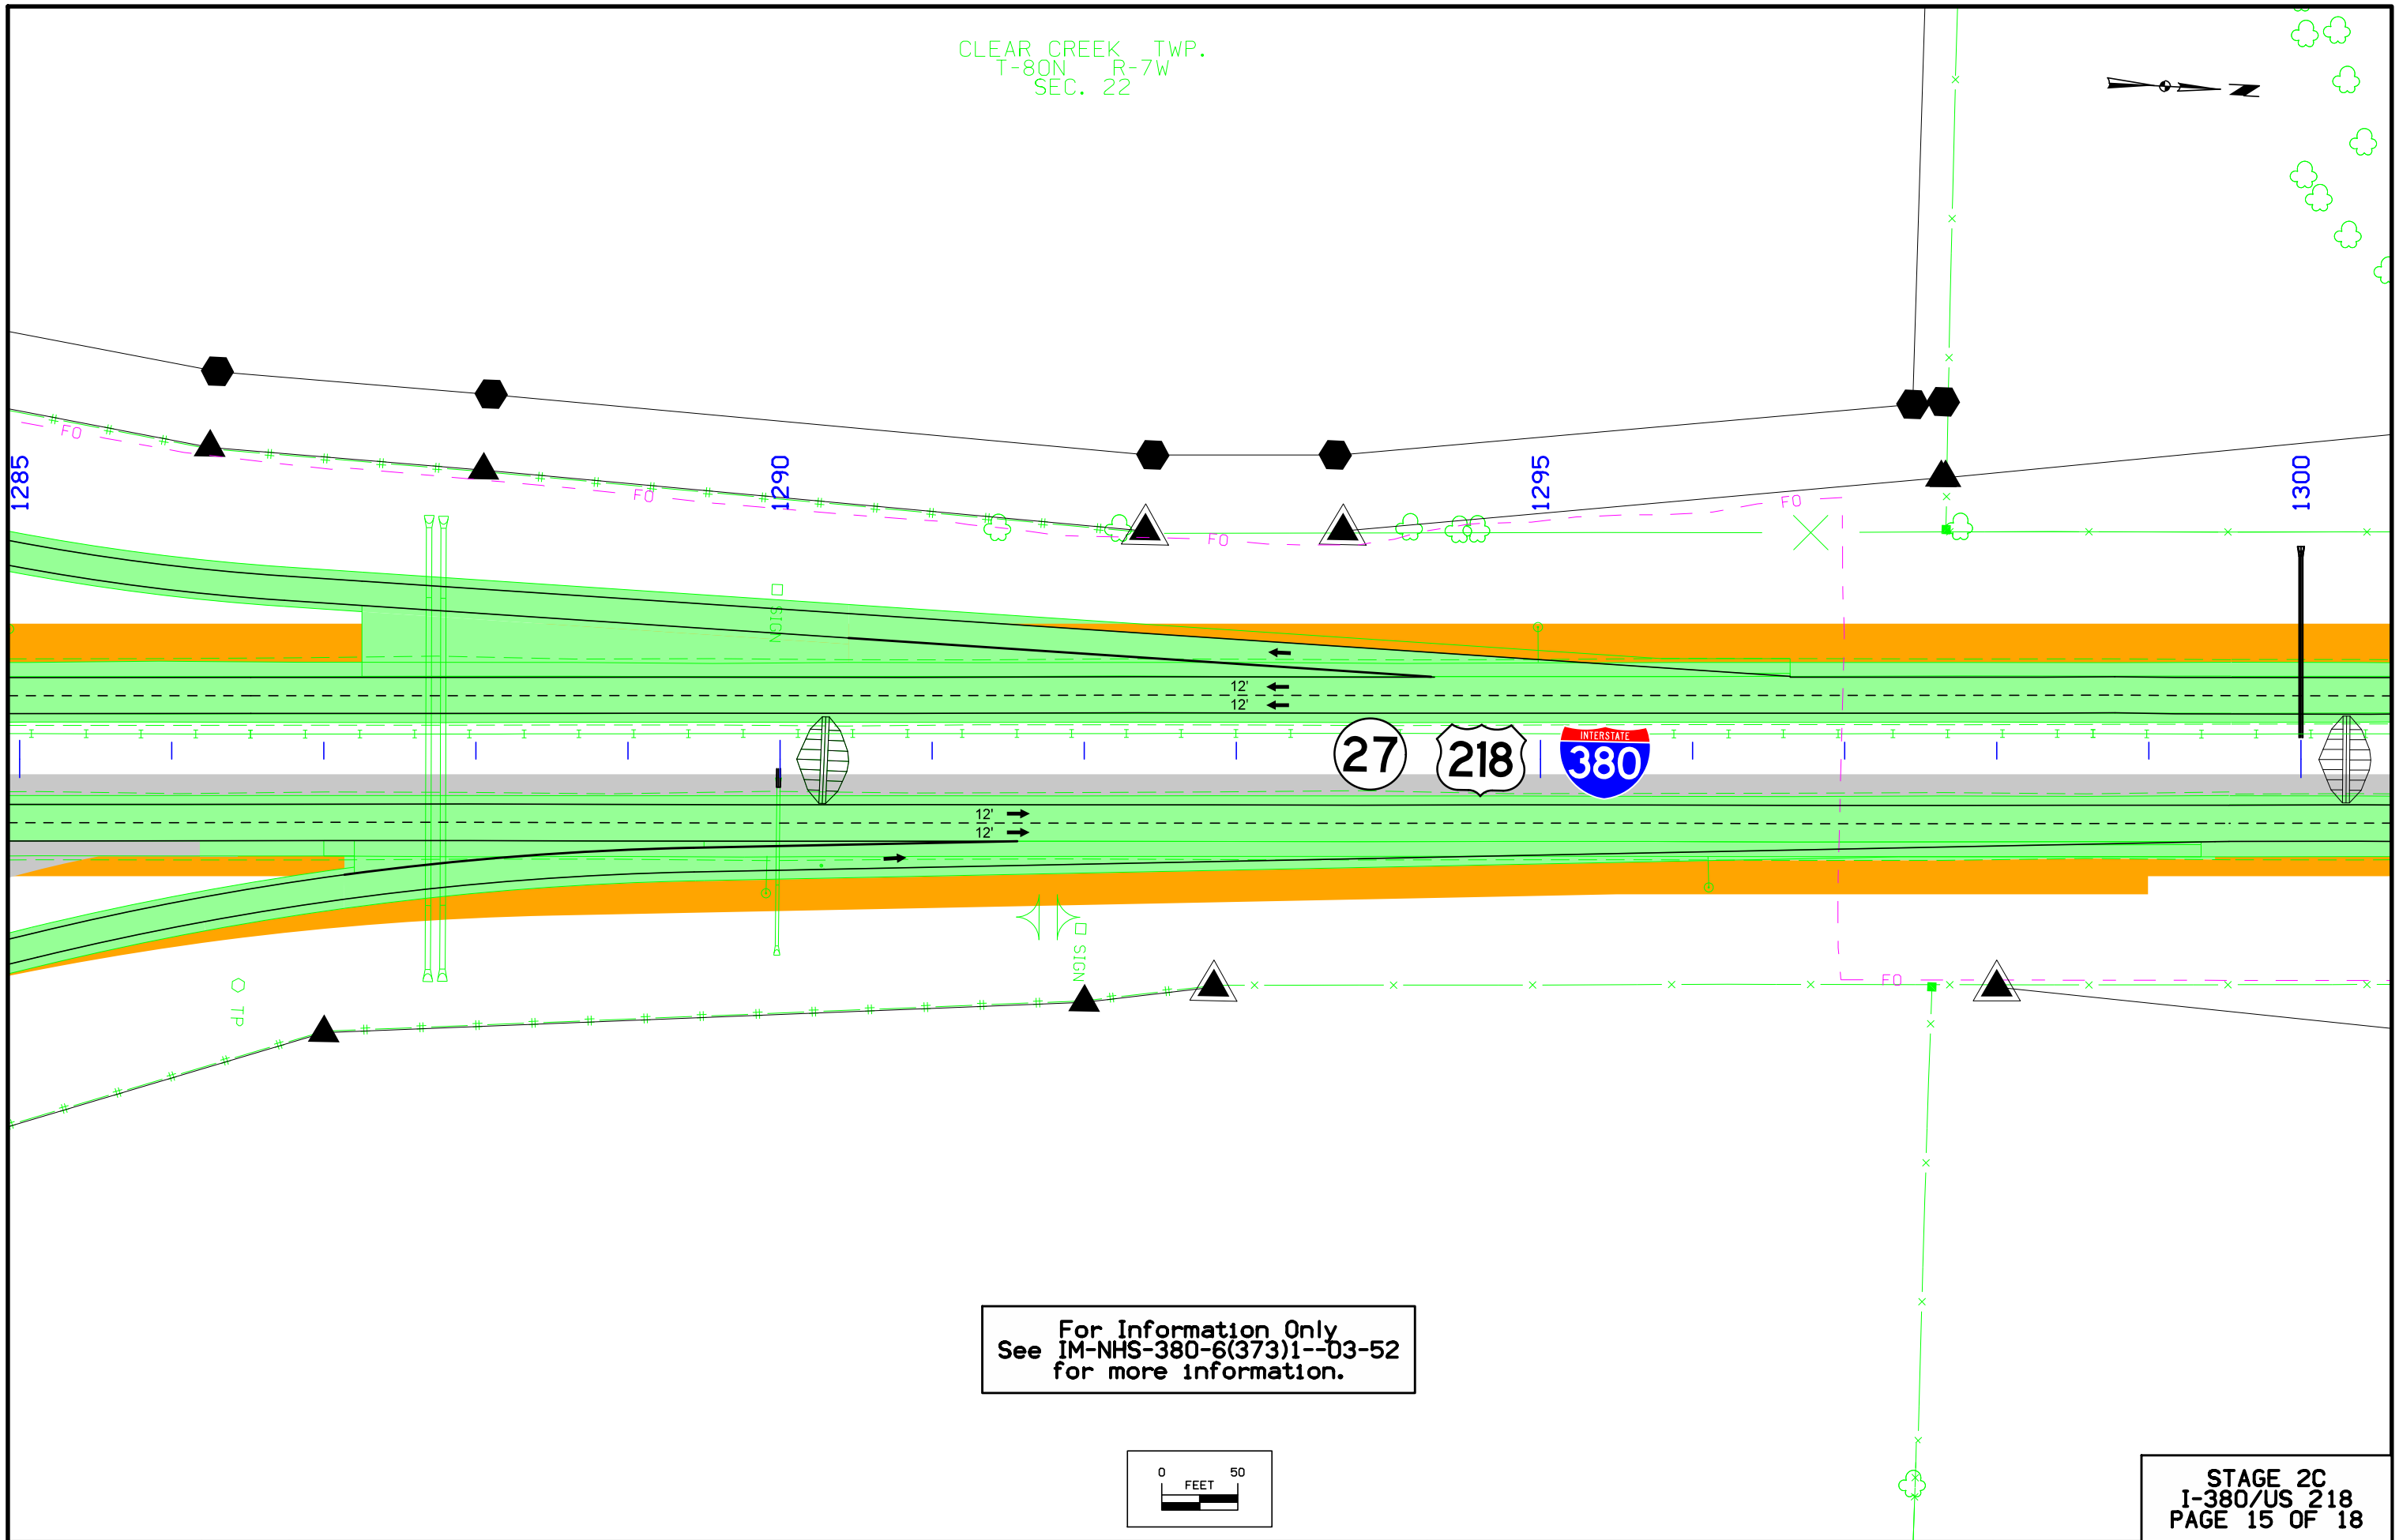 CLEAR CREEK TWP.
T-80N R-7W
SEC. 22
N
FO
1285
1290
FO
1295
1300
FO
FO
SIGN
12'
12'
27
218
INTERSTATE
380
12'
12'
SIGN
TP
FO
For Information Only
See IM-NHS-380-6(373)1--03-52
for more information.
0 50
FEET
STAGE 2C
I-380/US 218
PAGE 15 OF 18